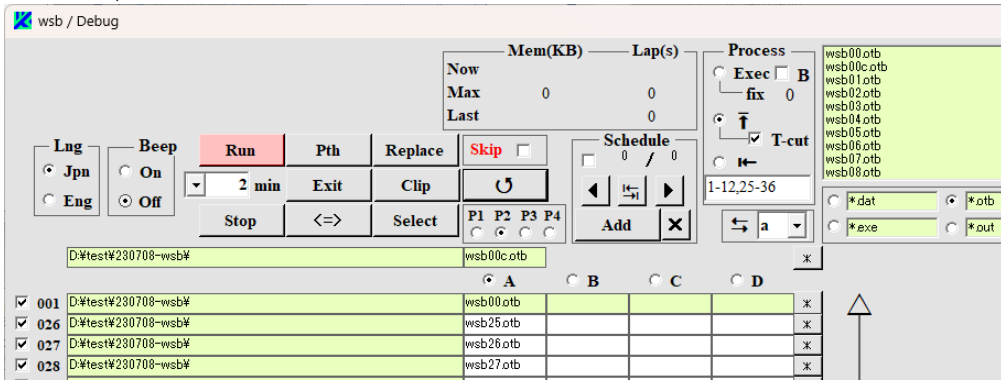 wsb / Debug
Mem(KB) Lap(s)
Now
Max 0 0
Last 0
Process
Exec B
fix 0
T-cut
1-12,25-36
a
wsb00.otb
wsb00c.otb
wsb01.otb
wsb02.otb
wsb03.otb
wsb04.otb
wsb05.otb
wsb06.otb
wsb07.otb
wsb08.otb
*.dat *.otb
*.exe *.out
Lng
Jpn
Eng
Beep
On
Off
Run Pth Replace
2 min Exit Clip
Stop <=> Select
Skip
P1 P2 P3 P4
Schedule
0 / 0
Add
D:¥test¥230708-wsb¥ wsb00c.otb *
A B C D
001 D:¥test¥230708-wsb¥ wsb00.otb *
026 D:¥test¥230708-wsb¥ wsb25.otb *
027 D:¥test¥230708-wsb¥ wsb26.otb *
028 D:¥test¥230708-wsb¥ wsb27.otb *